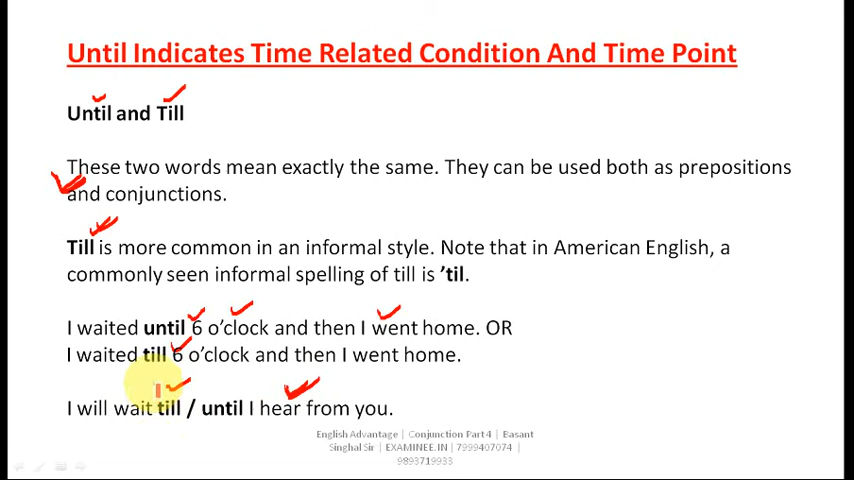 Until Indicates Time Related Condition And Time Point
Until and Till
These two words mean exactly the same. They can be used both as prepositions
and conjunctions.
Till is more common in an informal style. Note that in American English, a
commonly seen informal spelling of till is ’til.
I waited until 6 o’clock and then I went home. OR
I waited till 6 o’clock and then I went home.
I will wait till / until I hear from you.
English Advantage | Conjunction Part 4 | Basant
Singhal Sir | EXAMINEE.IN | 7999407074 |
9893719933